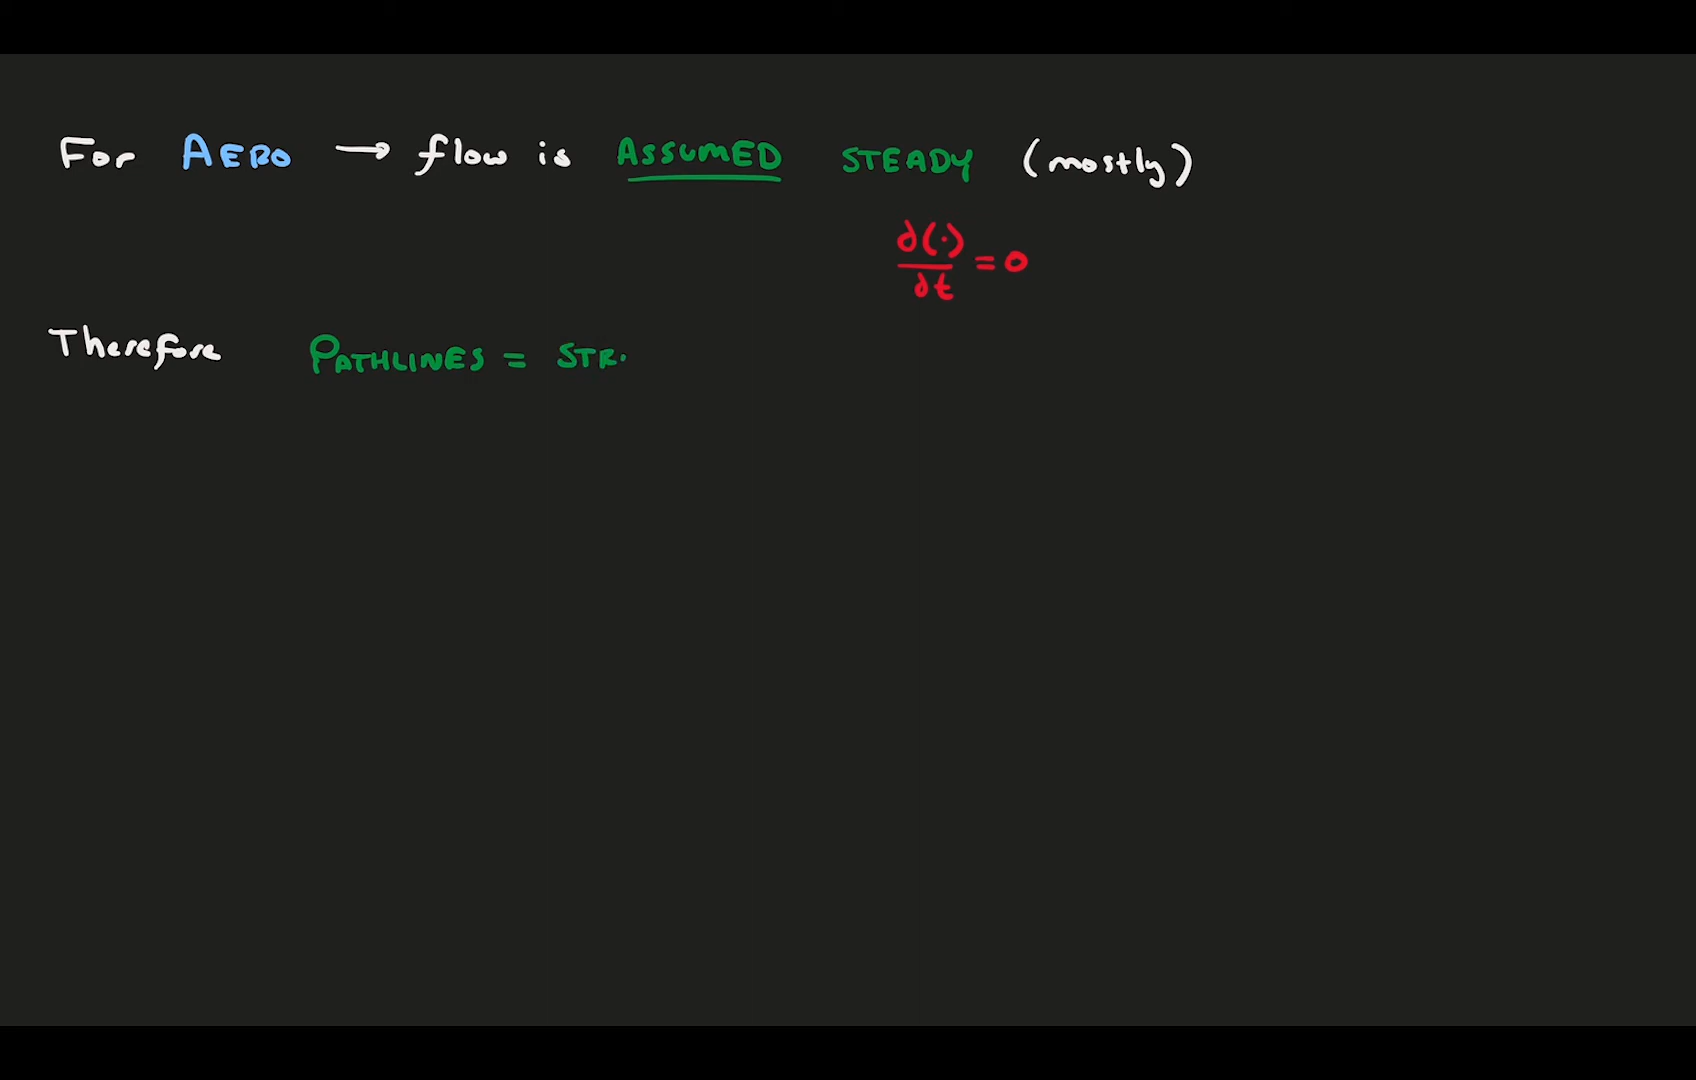 For AERO → flow is ASSUMED STEADY (mostly)
∂(·)/∂t = 0
Therefore PATHLINES = STR.